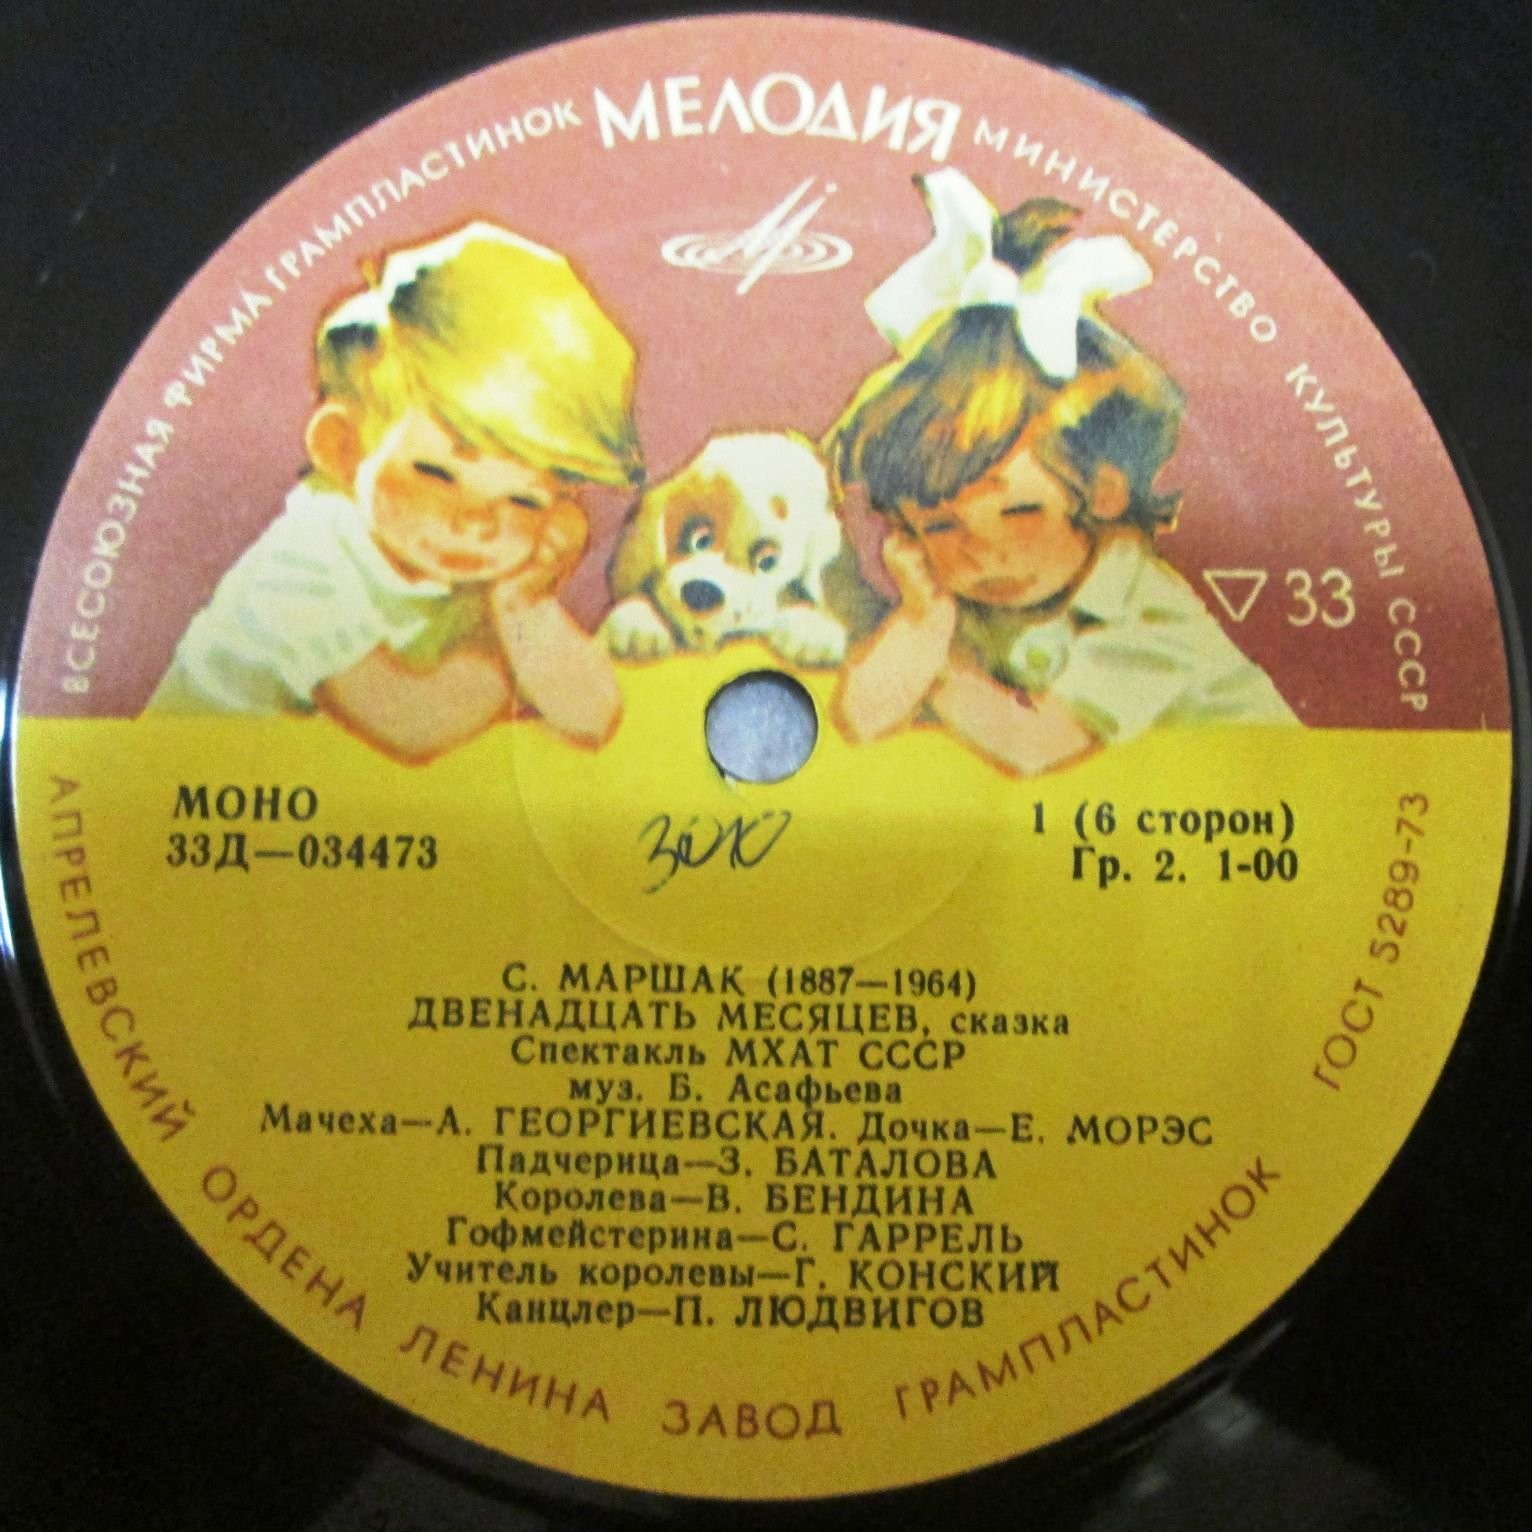 ВСЕСОЮЗНАЯ ФИРМА ГРАМПЛАСТИНОК МЕЛОДИЯ МИНИСТЕРСТВО КУЛЬТУРЫ СССР
33
МОНО
33Д—034473
1 (6 сторон)
Гр. 2. 1-00
С. МАРШАК (1887—1964)
ДВЕНАДЦАТЬ МЕСЯЦЕВ, сказка
Спектакль МХАТ СССР
муз. Б. Асафьева
Мачеха—А. ГЕОРГИЕВСКАЯ. Дочка—Е. МОРЭС
Падчерица—З. БАТАЛОВА
Королева—В. БЕНДИНА
Гофмейстерина—С. ГАРРЕЛЬ
Учитель королевы—Г. КОНСКИЙ
Канцлер—П. ЛЮДВИГОВ
АПРЕЛЕВСКИЙ ОРДЕНА ЛЕНИНА ЗАВОД ГРАМПЛАСТИНОК ГОСТ 5289-73